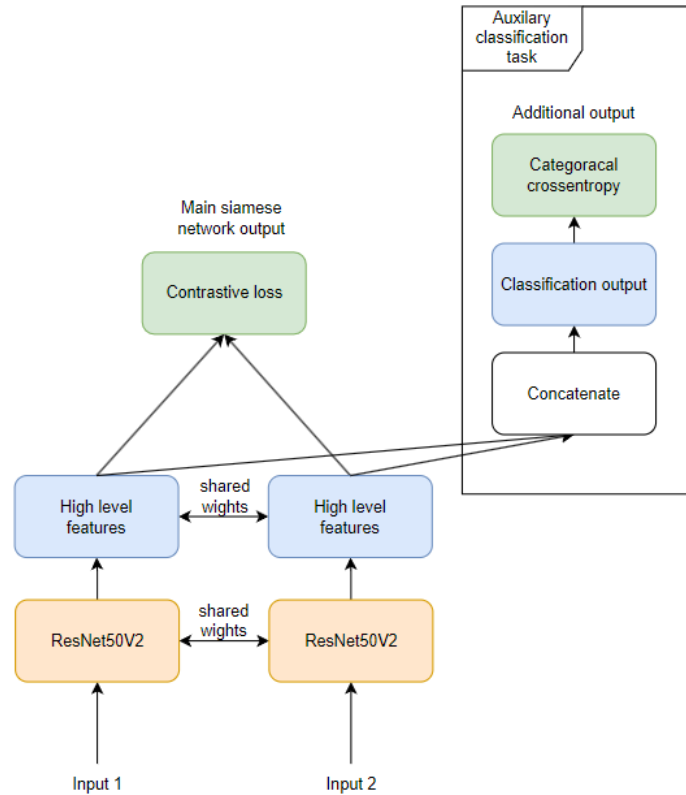 Auxilary
classification
task
Additional output
Categoracal
crossentropy
Main siamese
network output
Classification output
Contrastive loss
Concatenate
High level
features
shared
wights
High level
features
ResNet50V2
shared
wights
ResNet50V2
Input 1
Input 2